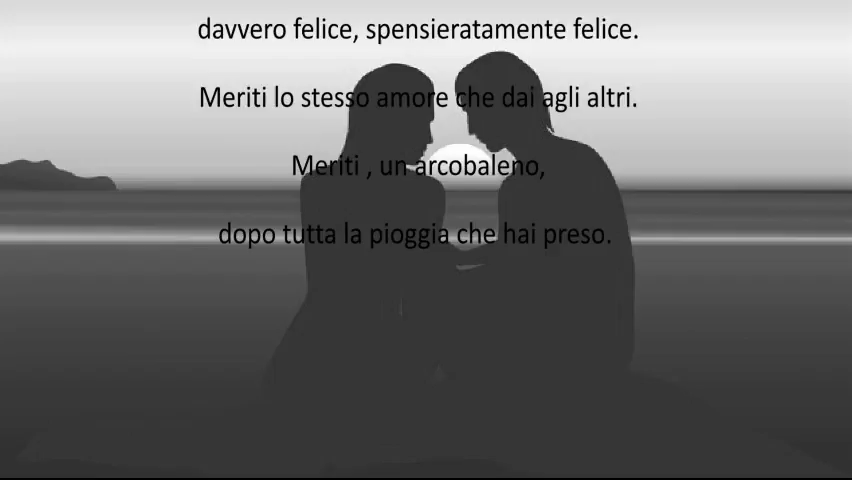 davvero felice, spensieratamente felice.
Meriti lo stesso amore che dai agli altri.
Meriti , un arcobaleno,
dopo tutta la pioggia che hai preso.